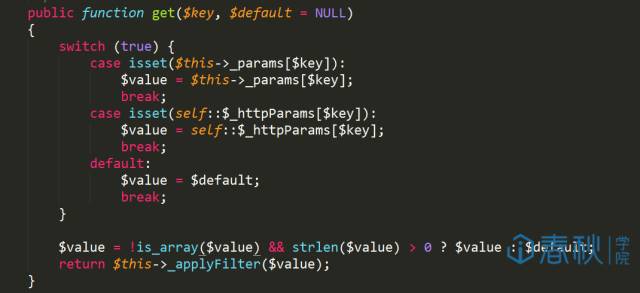 public function get($key, $default = NULL)
{
    switch (true) {
        case isset($this->_params[$key]):
            $value = $this->_params[$key];
            break;
        case isset(self::$_httpParams[$key]):
            $value = self::$_httpParams[$key];
            break;
        default:
            $value = $default;
            break;
    }

    $value = !is_array($value) && strlen($value) > 0 ? $value : $default;
    return $this->_applyFilter($value);
}
春秋学院